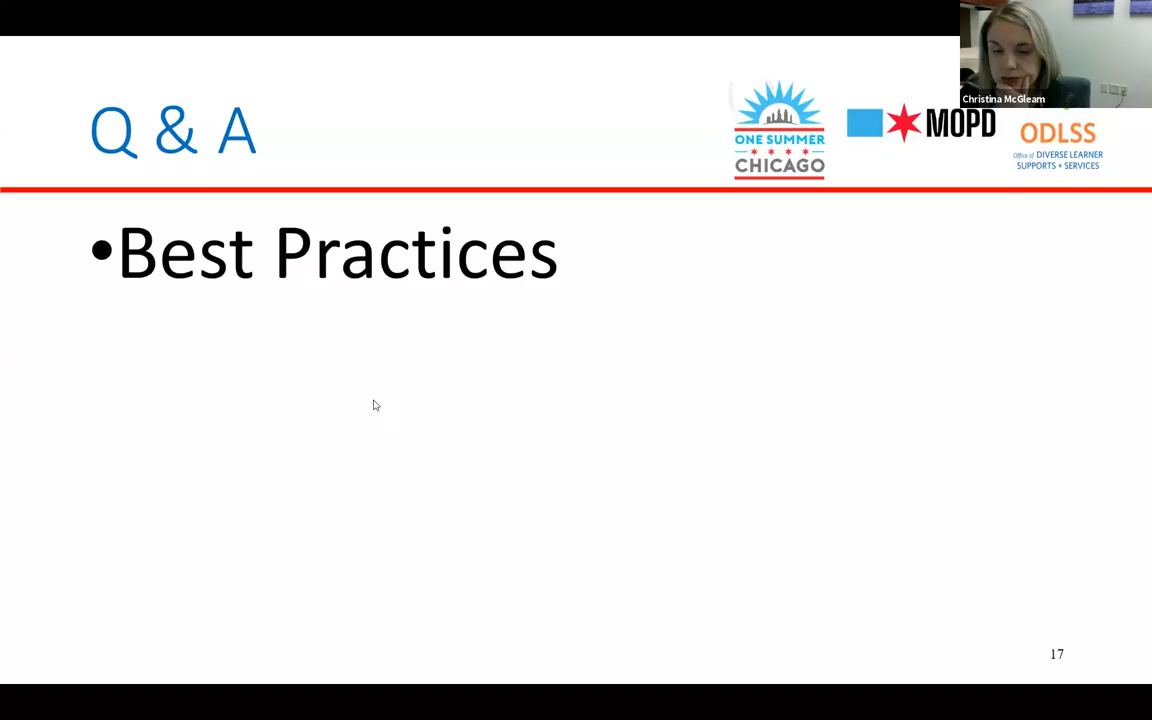 Christina McGleam
Q & A
ONE SUMMER
CHICAGO
MOPD
ODLSS
Office of DIVERSE LEARNER
SUPPORTS + SERVICES
•Best Practices
17